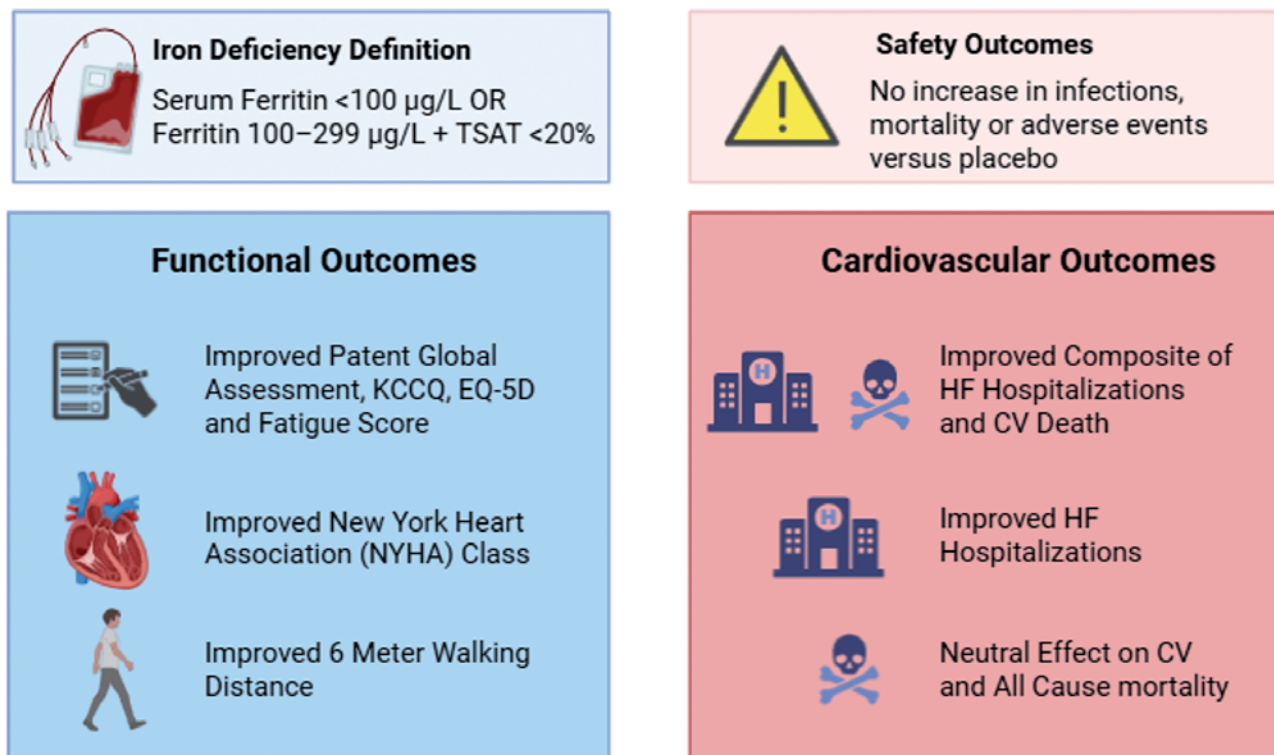 Iron Deficiency Definition
Serum Ferritin <100 µg/L OR
Ferritin 100–299 µg/L + TSAT <20%
Safety Outcomes
No increase in infections,
mortality or adverse events
versus placebo
Functional Outcomes
Improved Patent Global
Assessment, KCCQ, EQ-5D
and Fatigue Score
Improved New York Heart
Association (NYHA) Class
Improved 6 Meter Walking
Distance
Cardiovascular Outcomes
H
Improved Composite of
HF Hospitalizations
and CV Death
H
Improved HF
Hospitalizations
Neutral Effect on CV
and All Cause mortality